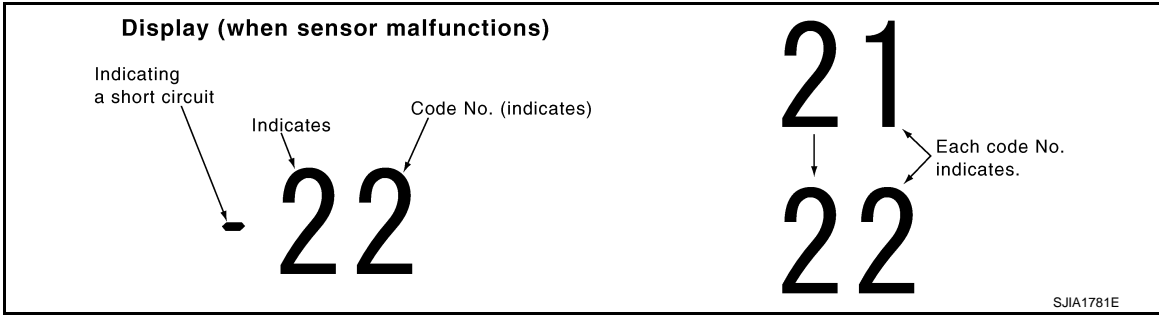 Display (when sensor malfunctions)
Indicating
a short circuit
Indicates
Code No. (indicates)
- 22
21
Each code No.
indicates.
22
SJIA1781E